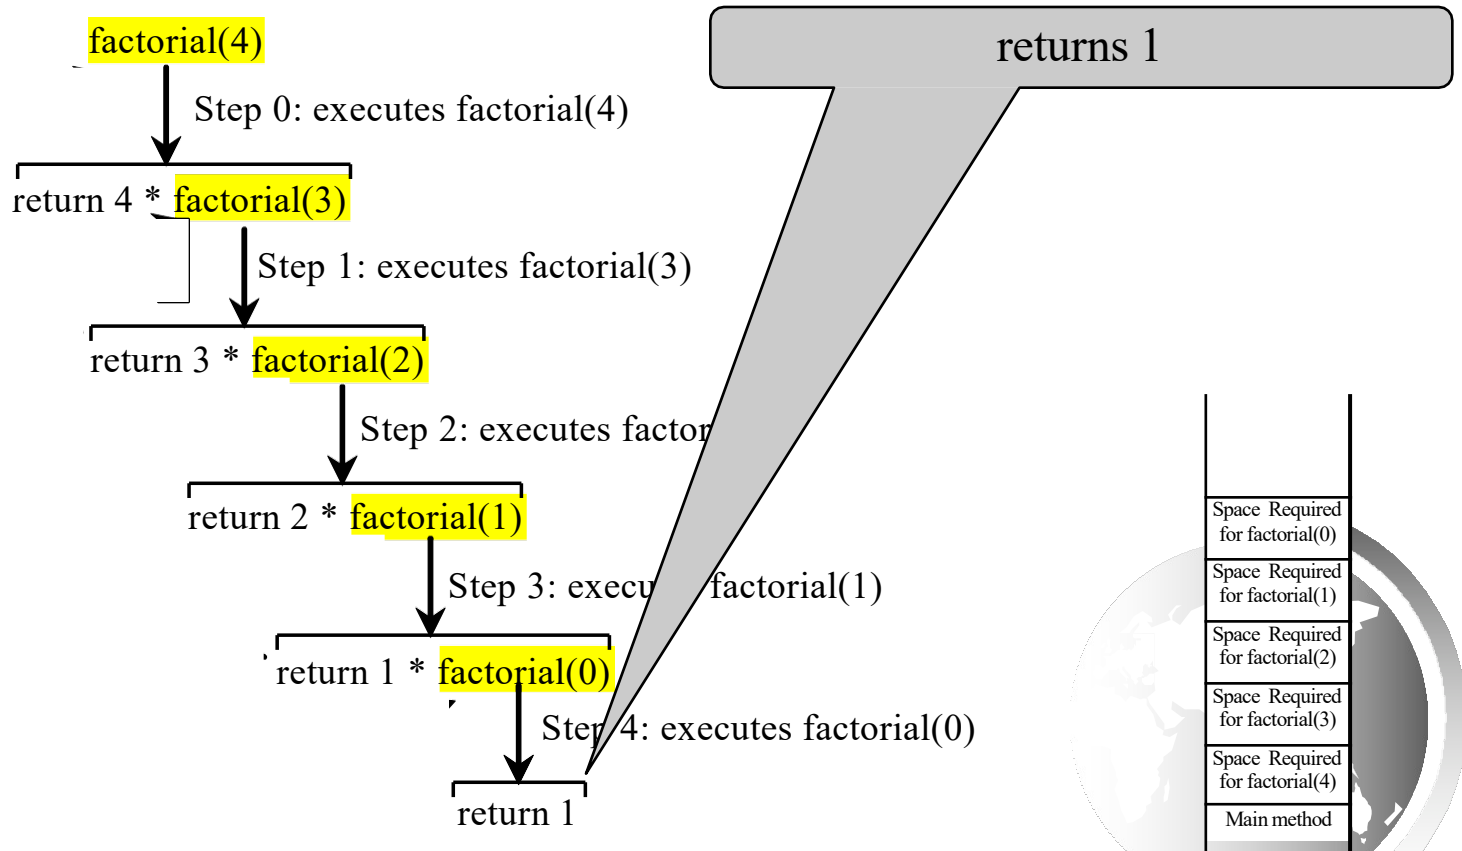 factorial(4)
returns 1
Step 0: executes factorial(4)
return 4 * factorial(3)
Step 1: executes factorial(3)
return 3 * factorial(2)
Step 2: executes factor
return 2 * factorial(1)
Step 3: execu factorial(1)
return 1 * factorial(0)
Step 4: executes factorial(0)
return 1
Space Required
for factorial(0)
Space Required
for factorial(1)
Space Required
for factorial(2)
Space Required
for factorial(3)
Space Required
for factorial(4)
Main method